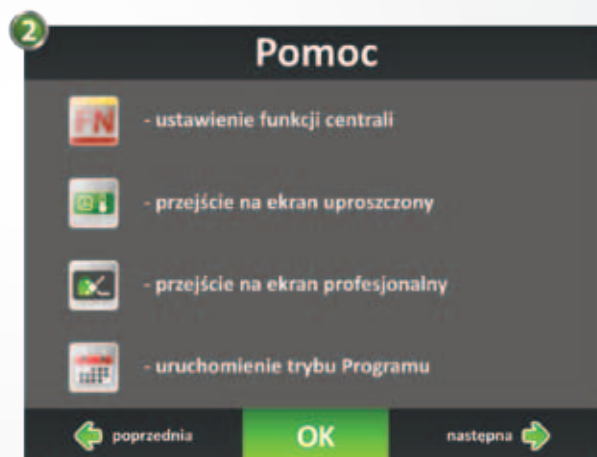 2
Pomoc
FN
- ustawienie funkcji centrali
- przejście na ekran uproszczony
- przejście na ekran profesjonalny
- uruchomienie trybu Programu
poprzednia
OK
następna